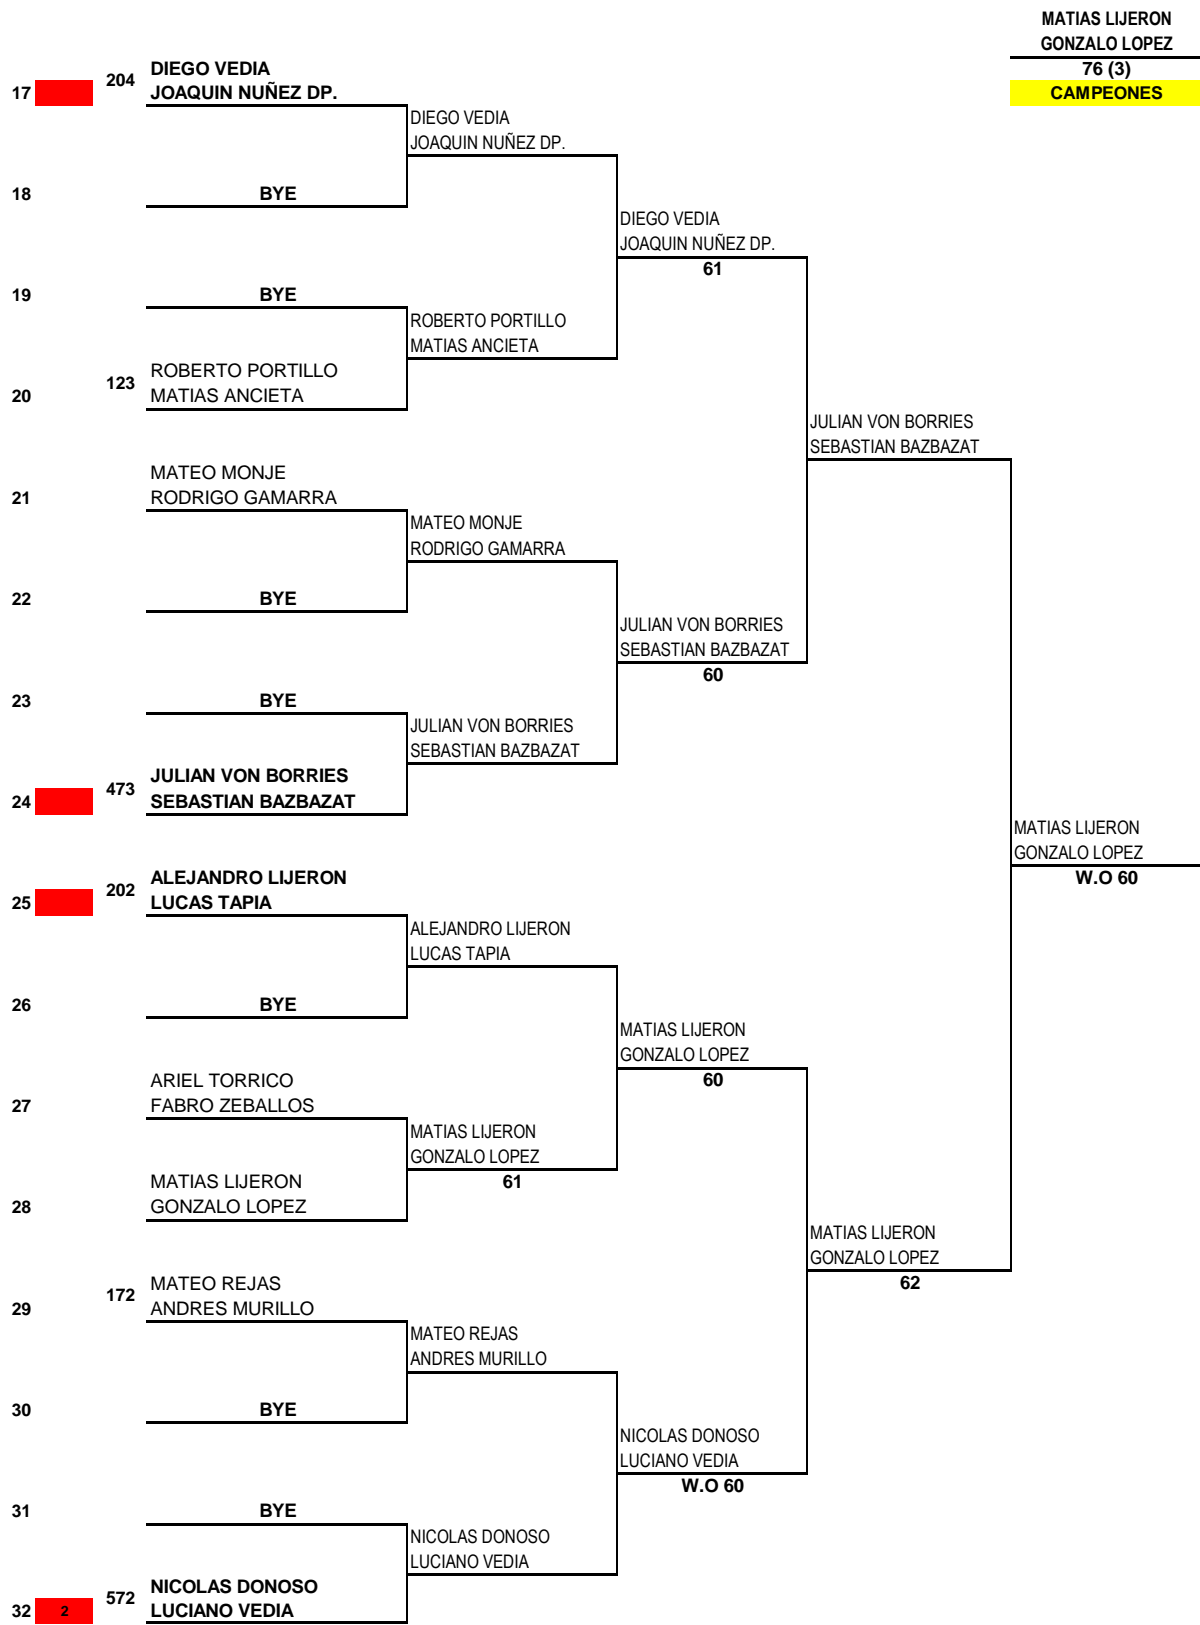 MATIAS LIJERON
GONZALO LOPEZ
76 (3)
CAMPEONES
17 204 DIEGO VEDIA
JOAQUIN NUÑEZ DP.
DIEGO VEDIA
JOAQUIN NUÑEZ DP.
18 BYE
DIEGO VEDIA
JOAQUIN NUÑEZ DP.
61
19 BYE
ROBERTO PORTILLO
MATIAS ANCIETA
20 123 ROBERTO PORTILLO
MATIAS ANCIETA
JULIAN VON BORRIES
SEBASTIAN BAZBAZAT
21 MATEO MONJE
RODRIGO GAMARRA
MATEO MONJE
RODRIGO GAMARRA
22 BYE
JULIAN VON BORRIES
SEBASTIAN BAZBAZAT
60
23 BYE
JULIAN VON BORRIES
SEBASTIAN BAZBAZAT
24 473 JULIAN VON BORRIES
SEBASTIAN BAZBAZAT
MATIAS LIJERON
GONZALO LOPEZ
W.O 60
25 202 ALEJANDRO LIJERON
LUCAS TAPIA
ALEJANDRO LIJERON
LUCAS TAPIA
26 BYE
MATIAS LIJERON
GONZALO LOPEZ
60
27 ARIEL TORRICO
FABRO ZEBALLOS
MATIAS LIJERON
GONZALO LOPEZ
61
28 MATIAS LIJERON
GONZALO LOPEZ
MATIAS LIJERON
GONZALO LOPEZ
62
29 172 MATEO REJAS
ANDRES MURILLO
MATEO REJAS
ANDRES MURILLO
30 BYE
NICOLAS DONOSO
LUCIANO VEDIA
W.O 60
31 BYE
NICOLAS DONOSO
LUCIANO VEDIA
32 2 572 NICOLAS DONOSO
LUCIANO VEDIA